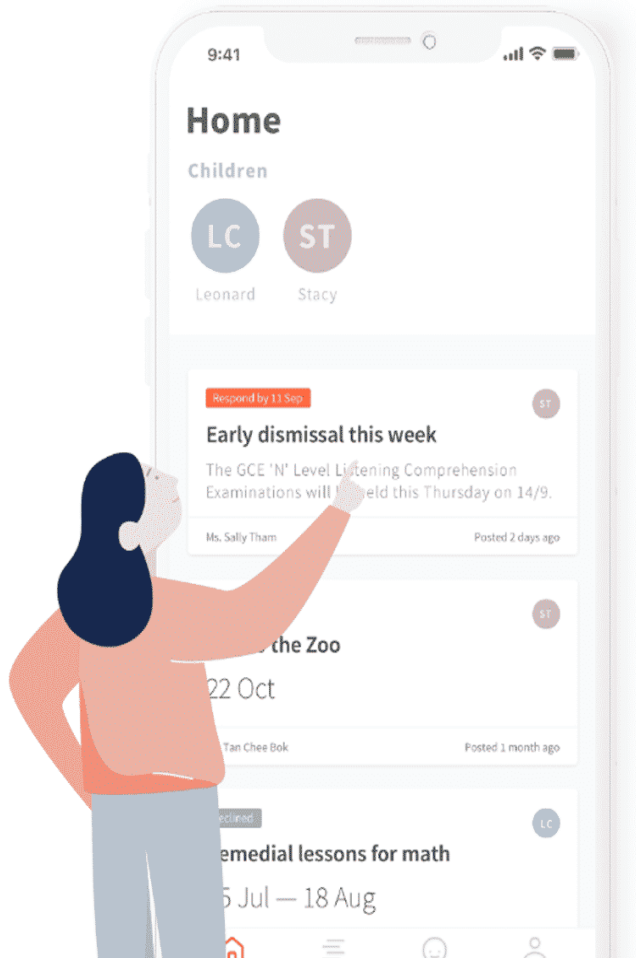 9:41
Home
Children
LC ST
Leonard Stacy
Respond by 11 Sep
ST
Early dismissal this week
The GCE 'N' Level Listening Comprehension
Examinations will held this Thursday on 14/9.
Ms. Sally Tham Posted 2 days ago
ST
the Zoo
22 Oct
Tan Chee Bok Posted 1 month ago
LC
lessons for math
Jul — 18 Aug